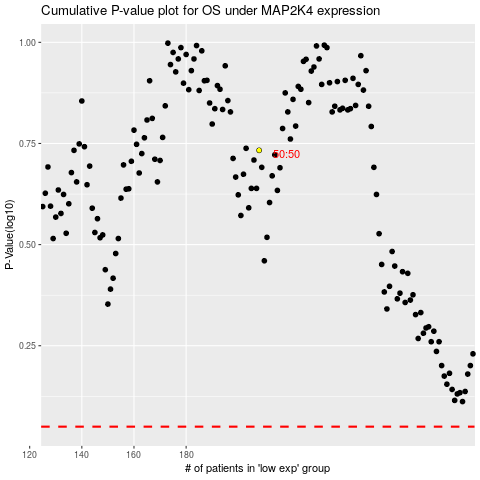 Cumulative P-value plot for OS under MAP2K4 expression
P-Value(log10)
1.00
0.75
0.50
0.25
50:50
120 140 160 180
# of patients in 'low exp' group